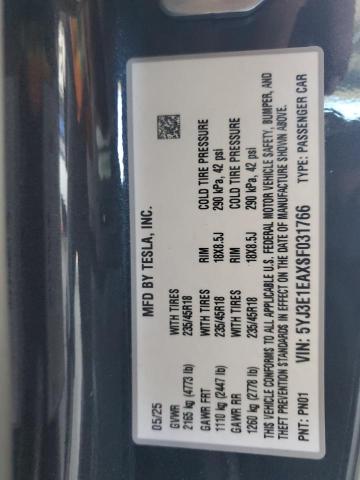 MFD BY TESLA, INC.
05/25
GVWR
2165 kg (4773 lb)
WITH TIRES
235/45R18
RIM
18X8.5J
COLD TIRE PRESSURE
290 kPa, 42 psi
GAWR FRT
1110 kg (2447 lb)
WITH TIRES
235/45R18
RIM
18X8.5J
COLD TIRE PRESSURE
290 kPa, 42 psi
GAWR RR
1260 kg (2778 lb)
THIS VEHICLE CONFORMS TO ALL APPLICABLE U.S. FEDERAL MOTOR VEHICLE SAFETY, BUMPER, AND
THEFT PREVENTION STANDARDS IN EFFECT ON THE DATE OF MANUFACTURE SHOWN ABOVE.
VIN: 5YJ3E1EAXSF031766
PNT: PN01
TYPE: PASSENGER CAR